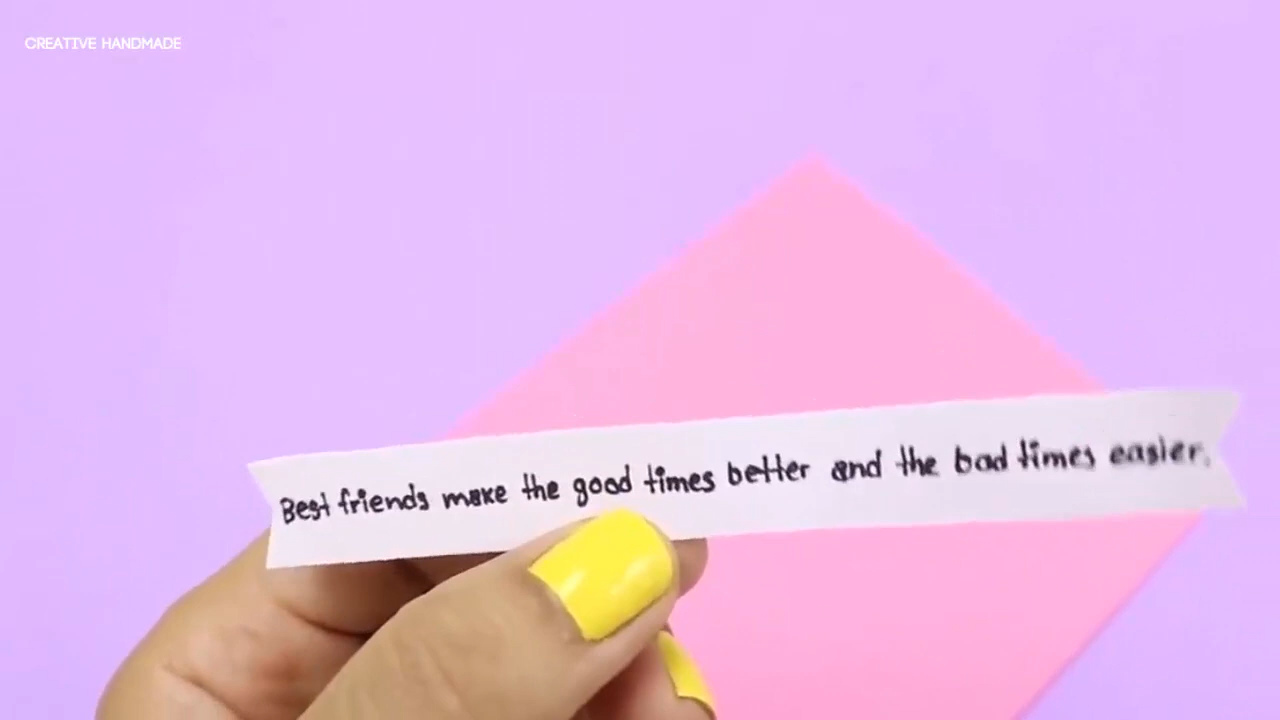 CREATIVE HANDMADE
Best friends make the good times better and the bad times easier.